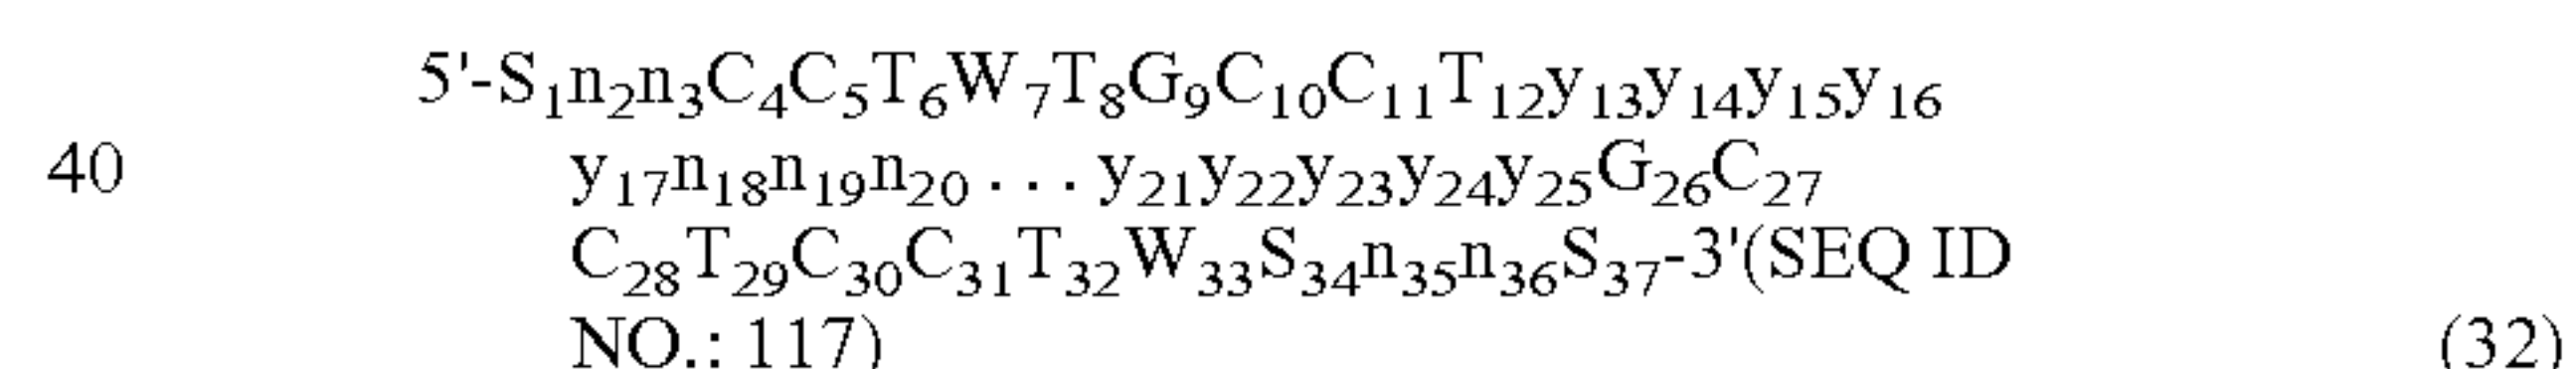 5'-S₁n₂n₃C₄C₅T₆W₇T₈G₉C₁₀C₁₁T₁₂y₁₃y₁₄y₁₅y₁₆
40 y₁₇n₁₈n₁₉n₂₀ . . . y₂₁y₂₂y₂₃y₂₄y₂₅G₂₆C₂₇
C₂₈T₂₉C₃₀C₃₁T₃₂W₃₃S₃₄n₃₅n₃₆S₃₇-3'(SEQ ID
NO.: 117) (32)